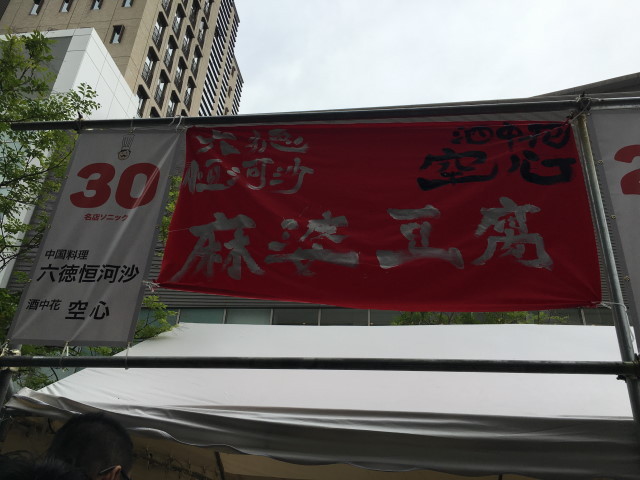 30
名店ソニック
中国料理
六徳恒河沙
酒中花 空心
六徳
恒河沙
酒中花
空心
麻婆豆腐
2